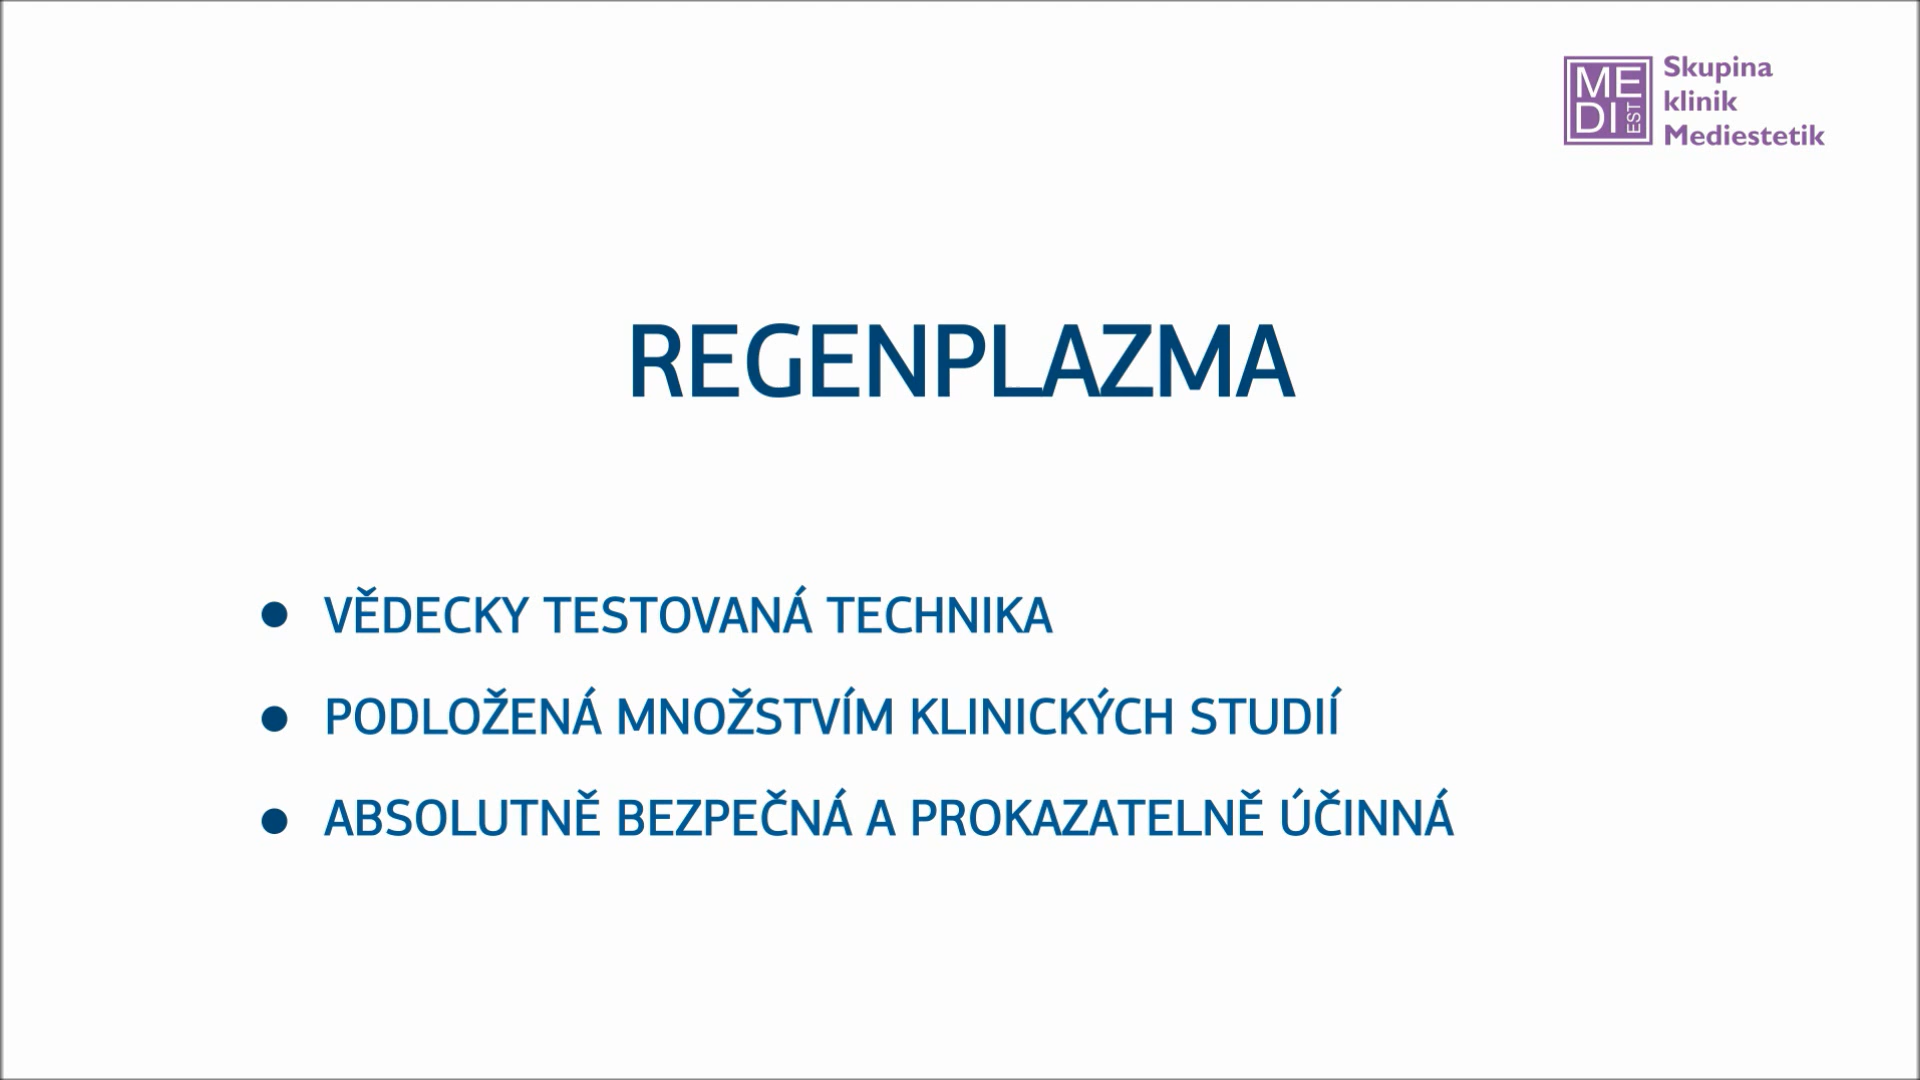 ME
DI
EST
Skupina
klinik
Mediestetik
REGENPLAZMA
● VĚDECKY TESTOVANÁ TECHNIKA
● PODLOŽENÁ MNOŽSTVÍM KLINICKÝCH STUDIÍ
● ABSOLUTNĚ BEZPEČNÁ A PROKAZATELNĚ ÚČINNÁ